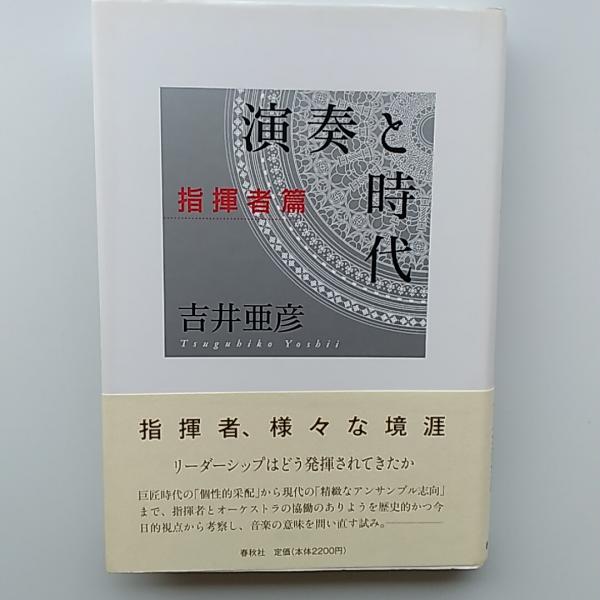 演奏と
時代
指揮者篇
吉井亜彦
Tsuguhiko Yoshii
指揮者、様々な境涯
リーダーシップはどう発揮されてきたか
巨匠時代の「個性的采配」から現代の「精緻なアンサンブル志向」
まで、指揮者とオーケストラの協働のありようを歴史的かつ今
日的視点から考察し、音楽の意味を問い直す試み。
春秋社 定価(本体2200円)